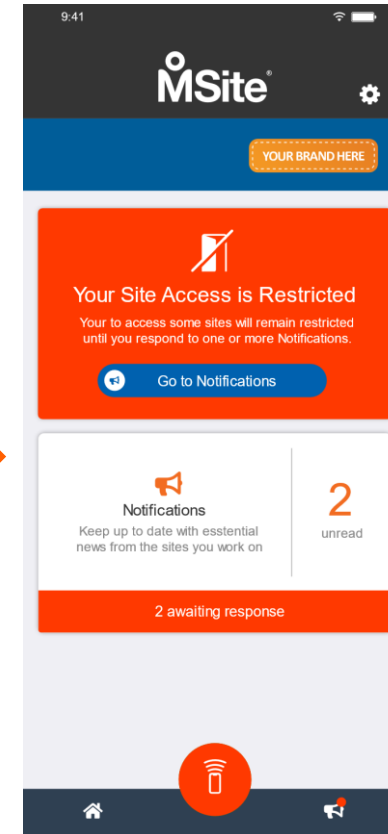 9:41
MSite®
YOUR BRAND HERE
Your Site Access is Restricted
Your to access some sites will remain restricted
until you respond to one or more Notifications.
Go to Notifications
Notifications
Keep up to date with esstential
news from the sites you work on
2
unread
2 awaiting response